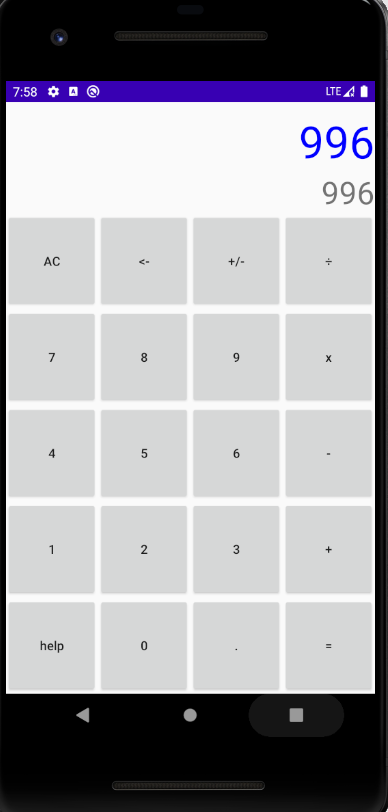 7:58 LTE
996
996
AC <- +/- ÷
7 8 9 x
4 5 6 -
1 2 3 +
help 0 . =